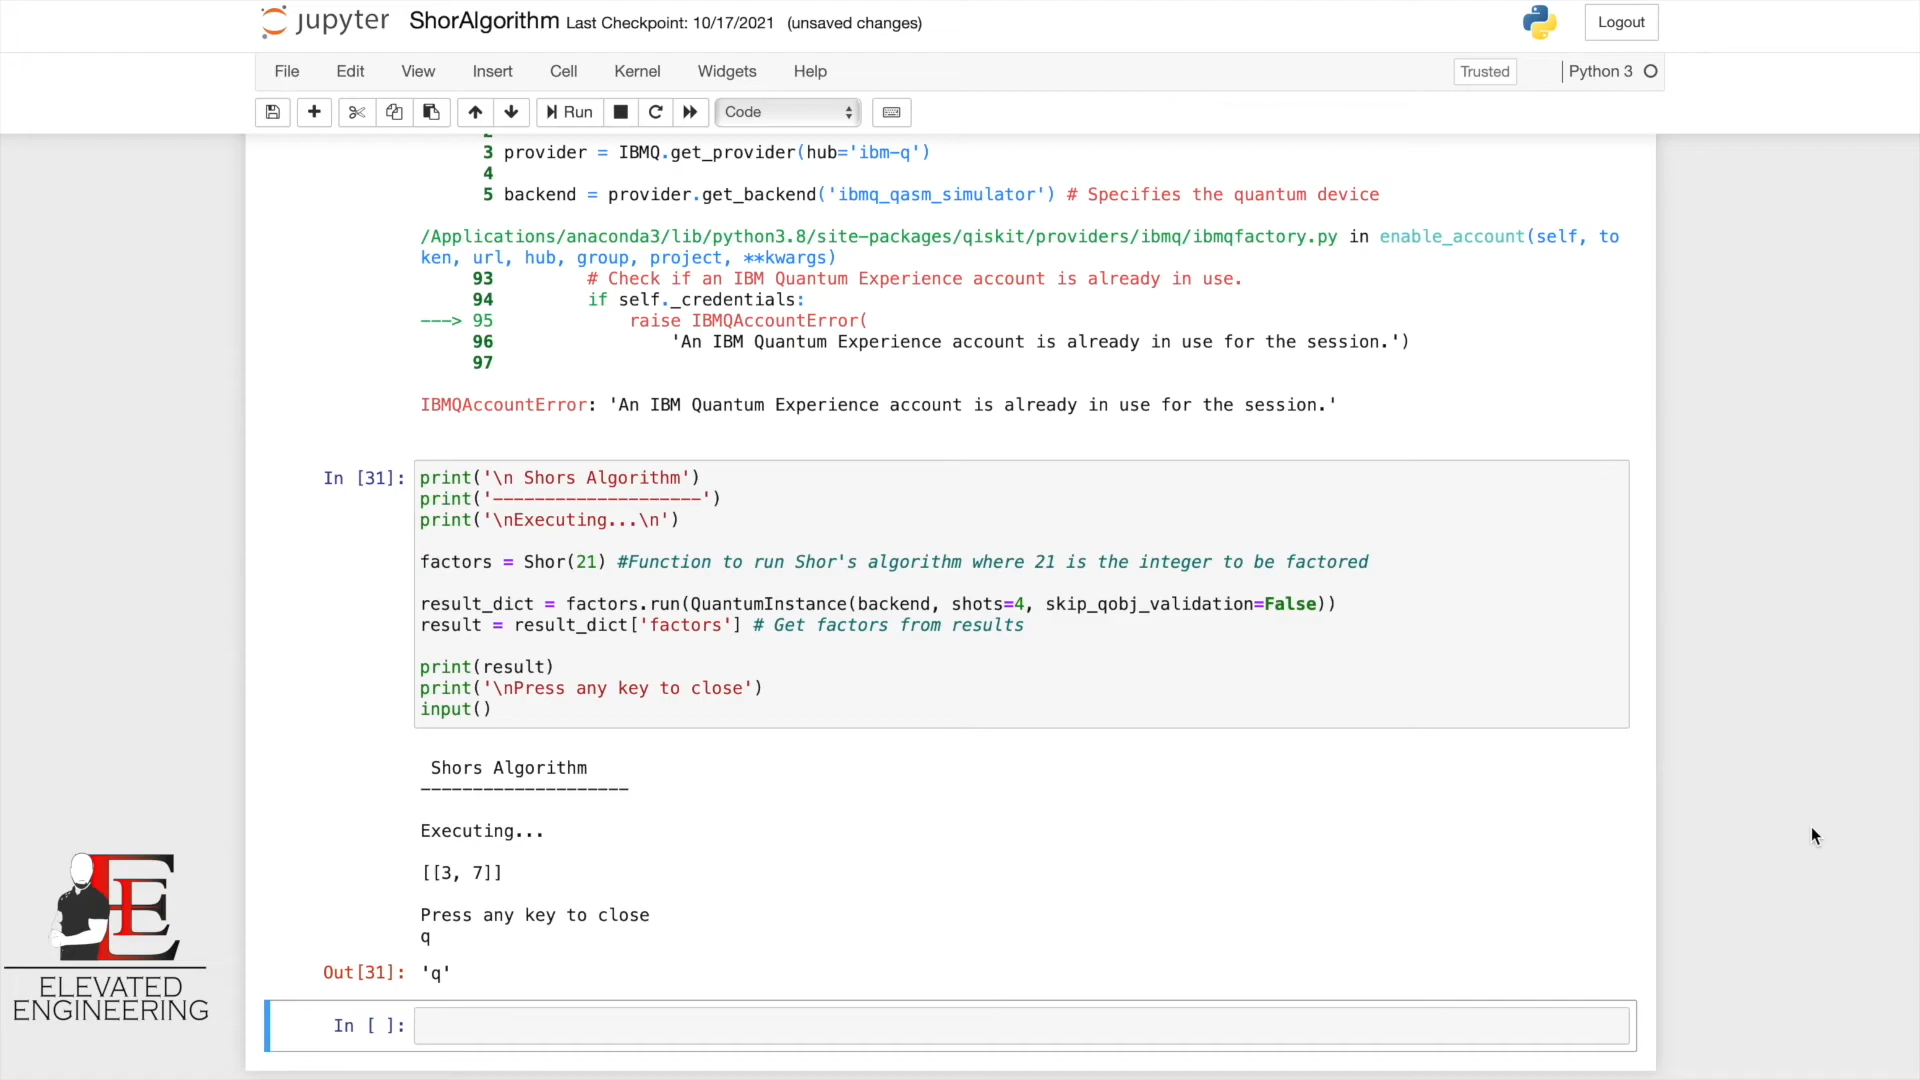 jupyter ShorAlgorithm Last Checkpoint: 10/17/2021 (unsaved changes)
Logout
File Edit View Insert Cell Kernel Widgets Help
Trusted
Python 3
Run
Code
3 provider = IBMQ.get_provider(hub='ibm-q')
4
5 backend = provider.get_backend('ibmq_qasm_simulator') # Specifies the quantum device
/Applications/anaconda3/lib/python3.8/site-packages/qiskit/providers/ibmq/ibmqfactory.py in enable_account(self, to
ken, url, hub, group, project, **kwargs)
93 # Check if an IBM Quantum Experience account is already in use.
94 if self._credentials:
---> 95 raise IBMQAccountError(
96 'An IBM Quantum Experience account is already in use for the session.')
97
IBMQAccountError: 'An IBM Quantum Experience account is already in use for the session.'
In [31]: print('\n Shors Algorithm')
print('--------------------')
print('\nExecuting...\n')
factors = Shor(21) #Function to run Shor's algorithm where 21 is the integer to be factored
result_dict = factors.run(QuantumInstance(backend, shots=4, skip_qobj_validation=False))
result = result_dict['factors'] # Get factors from results
print(result)
print('\nPress any key to close')
input()
Shors Algorithm
--------------------
Executing...
[[3, 7]]
Press any key to close
q
Out[31]: 'q'
In [ ]:
E
ELEVATED
ENGINEERING